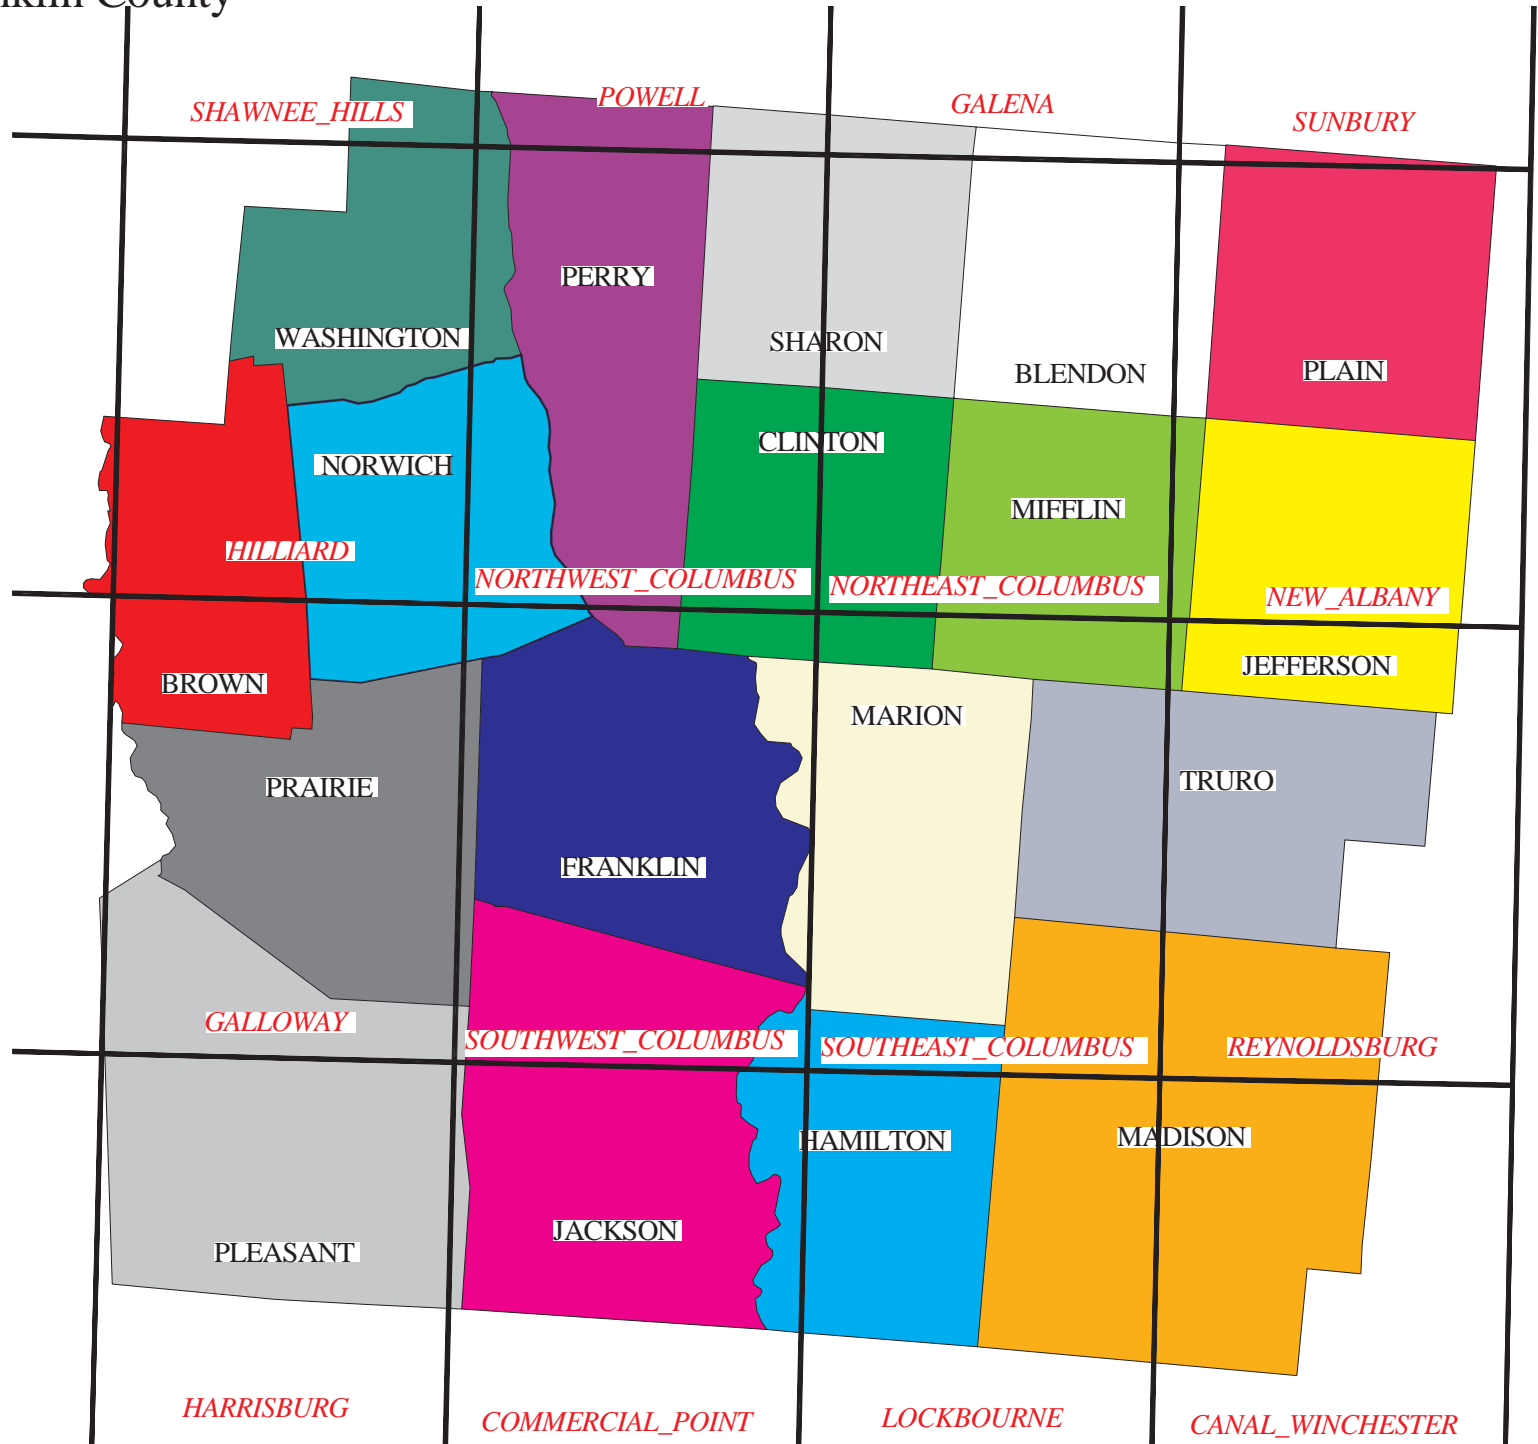 County
POWELL
GALENA
SHAWNEE_HILLS
SUNBURY
PERRY
WASHINGTON
SHARON
BLENDON
PLAIN
CLINTON
NORWICH
MIFFLIN
HILLIARD
NORTHWEST_COLUMBUS
NORTHEAST_COLUMBUS
NEW_ALBANY
JEFFERSON
BROWN
MARION
TRURO
PRAIRIE
FRANKLIN
GALLOWAY
SOUTHWEST_COLUMBUS
SOUTHEAST_COLUMBUS
REYNOLDSBURG
MADISON
HAMILTON
JACKSON
PLEASANT
HARRISBURG
COMMERCIAL_POINT
LOCKBOURNE
CANAL_WINCHESTER